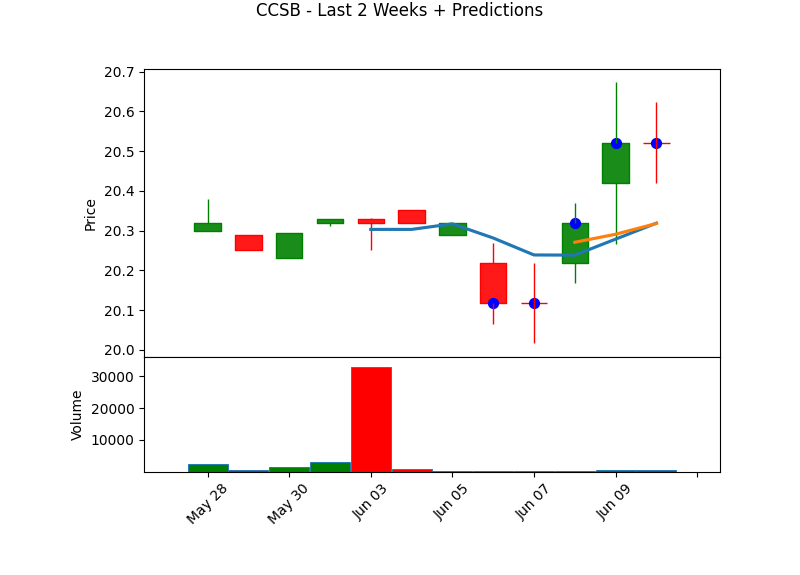 CCSB - Last 2 Weeks + Predictions
20.7
20.6
20.5
20.4
20.3
20.2
20.1
20.0
Price
30000
20000
10000
Volume
May 28
May 30
Jun 03
Jun 05
Jun 07
Jun 09